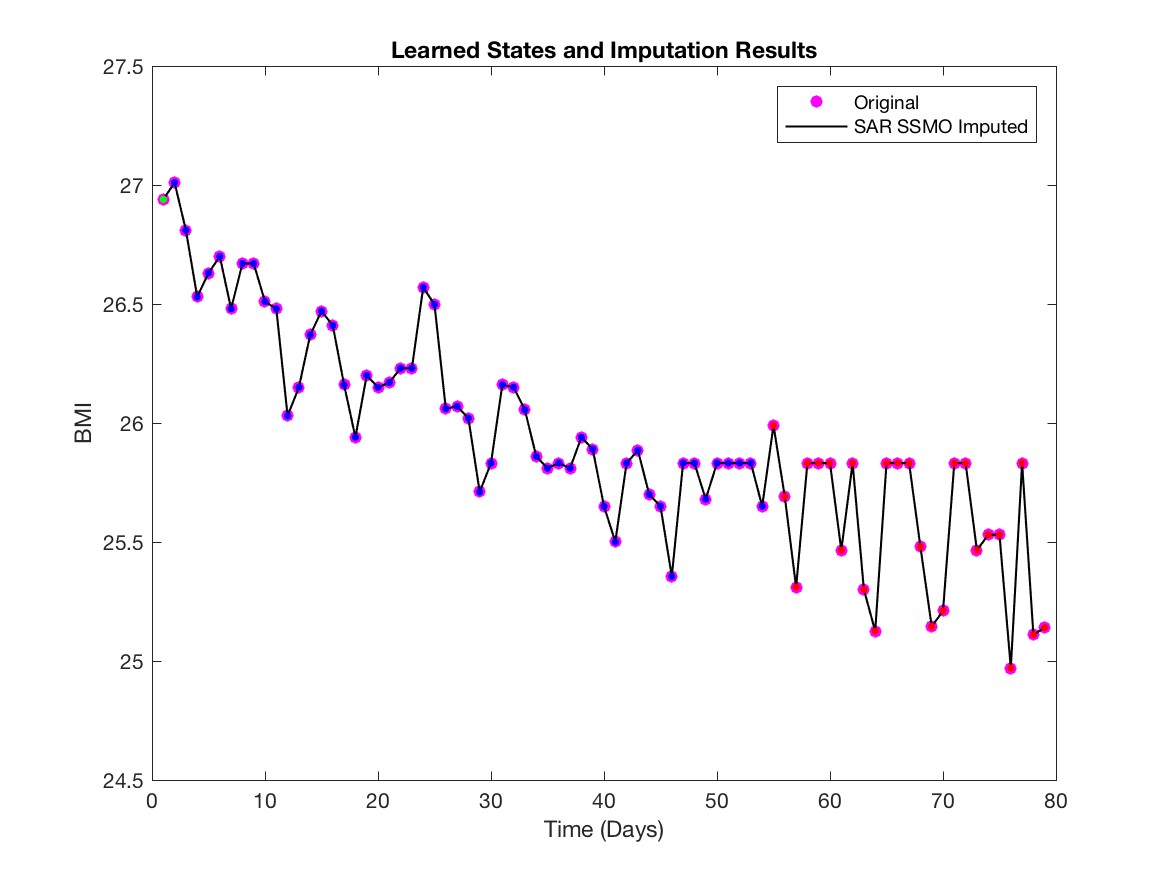 Learned States and Imputation Results
27.5
27
26.5
26
25.5
25
24.5
BMI
Original
SAR SSMO Imputed
0 10 20 30 40 50 60 70 80
Time (Days)